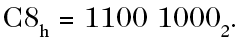 C8ₕ = 1100 1000₂.